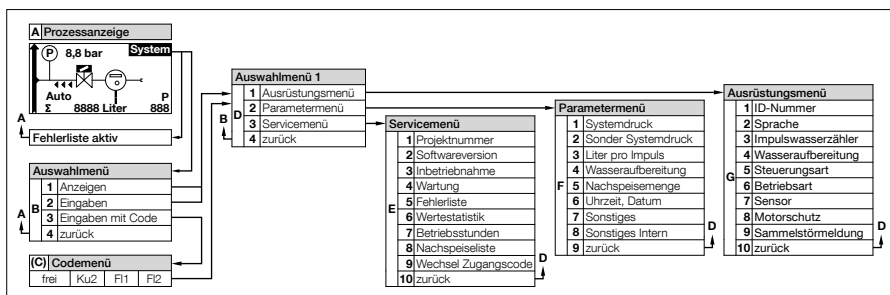 A Prozessanzeige
P 8,8 bar System
Auto P
Σ 8888 Liter 888
A
Fehlerliste aktiv
Auswahlmenü
B
1 Anzeigen
2 Eingaben
3 Eingaben mit Code
4 zurück
A
(C) Codemenü
frei Ku2 Fl1 Fl2
Auswahlmenü 1
D
1 Ausrüstungsmenü
2 Parametermenü
3 Servicemenü
4 zurück
B
Servicemenü
E
1 Projektnummer
2 Softwareversion
3 Inbetriebnahme
4 Wartung
5 Fehlerliste
6 Wertestatistik
7 Betriebsstunden
8 Nachspeiseliste
9 Wechsel Zugangscode
10 zurück
D
Parametermenü
F
1 Systemdruck
2 Sonder Systemdruck
3 Liter pro Impuls
4 Wasseraufbereitung
5 Nachspeisemenge
6 Uhrzeit, Datum
7 Sonstiges
8 Sonstiges Intern
9 zurück
D
Ausrüstungsmenü
G
1 ID-Nummer
2 Sprache
3 Impulswasserzähler
4 Wasseraufbereitung
5 Steuerungsart
6 Betriebsart
7 Sensor
8 Motorschutz
9 Sammelstörmeldung
10 zurück
D